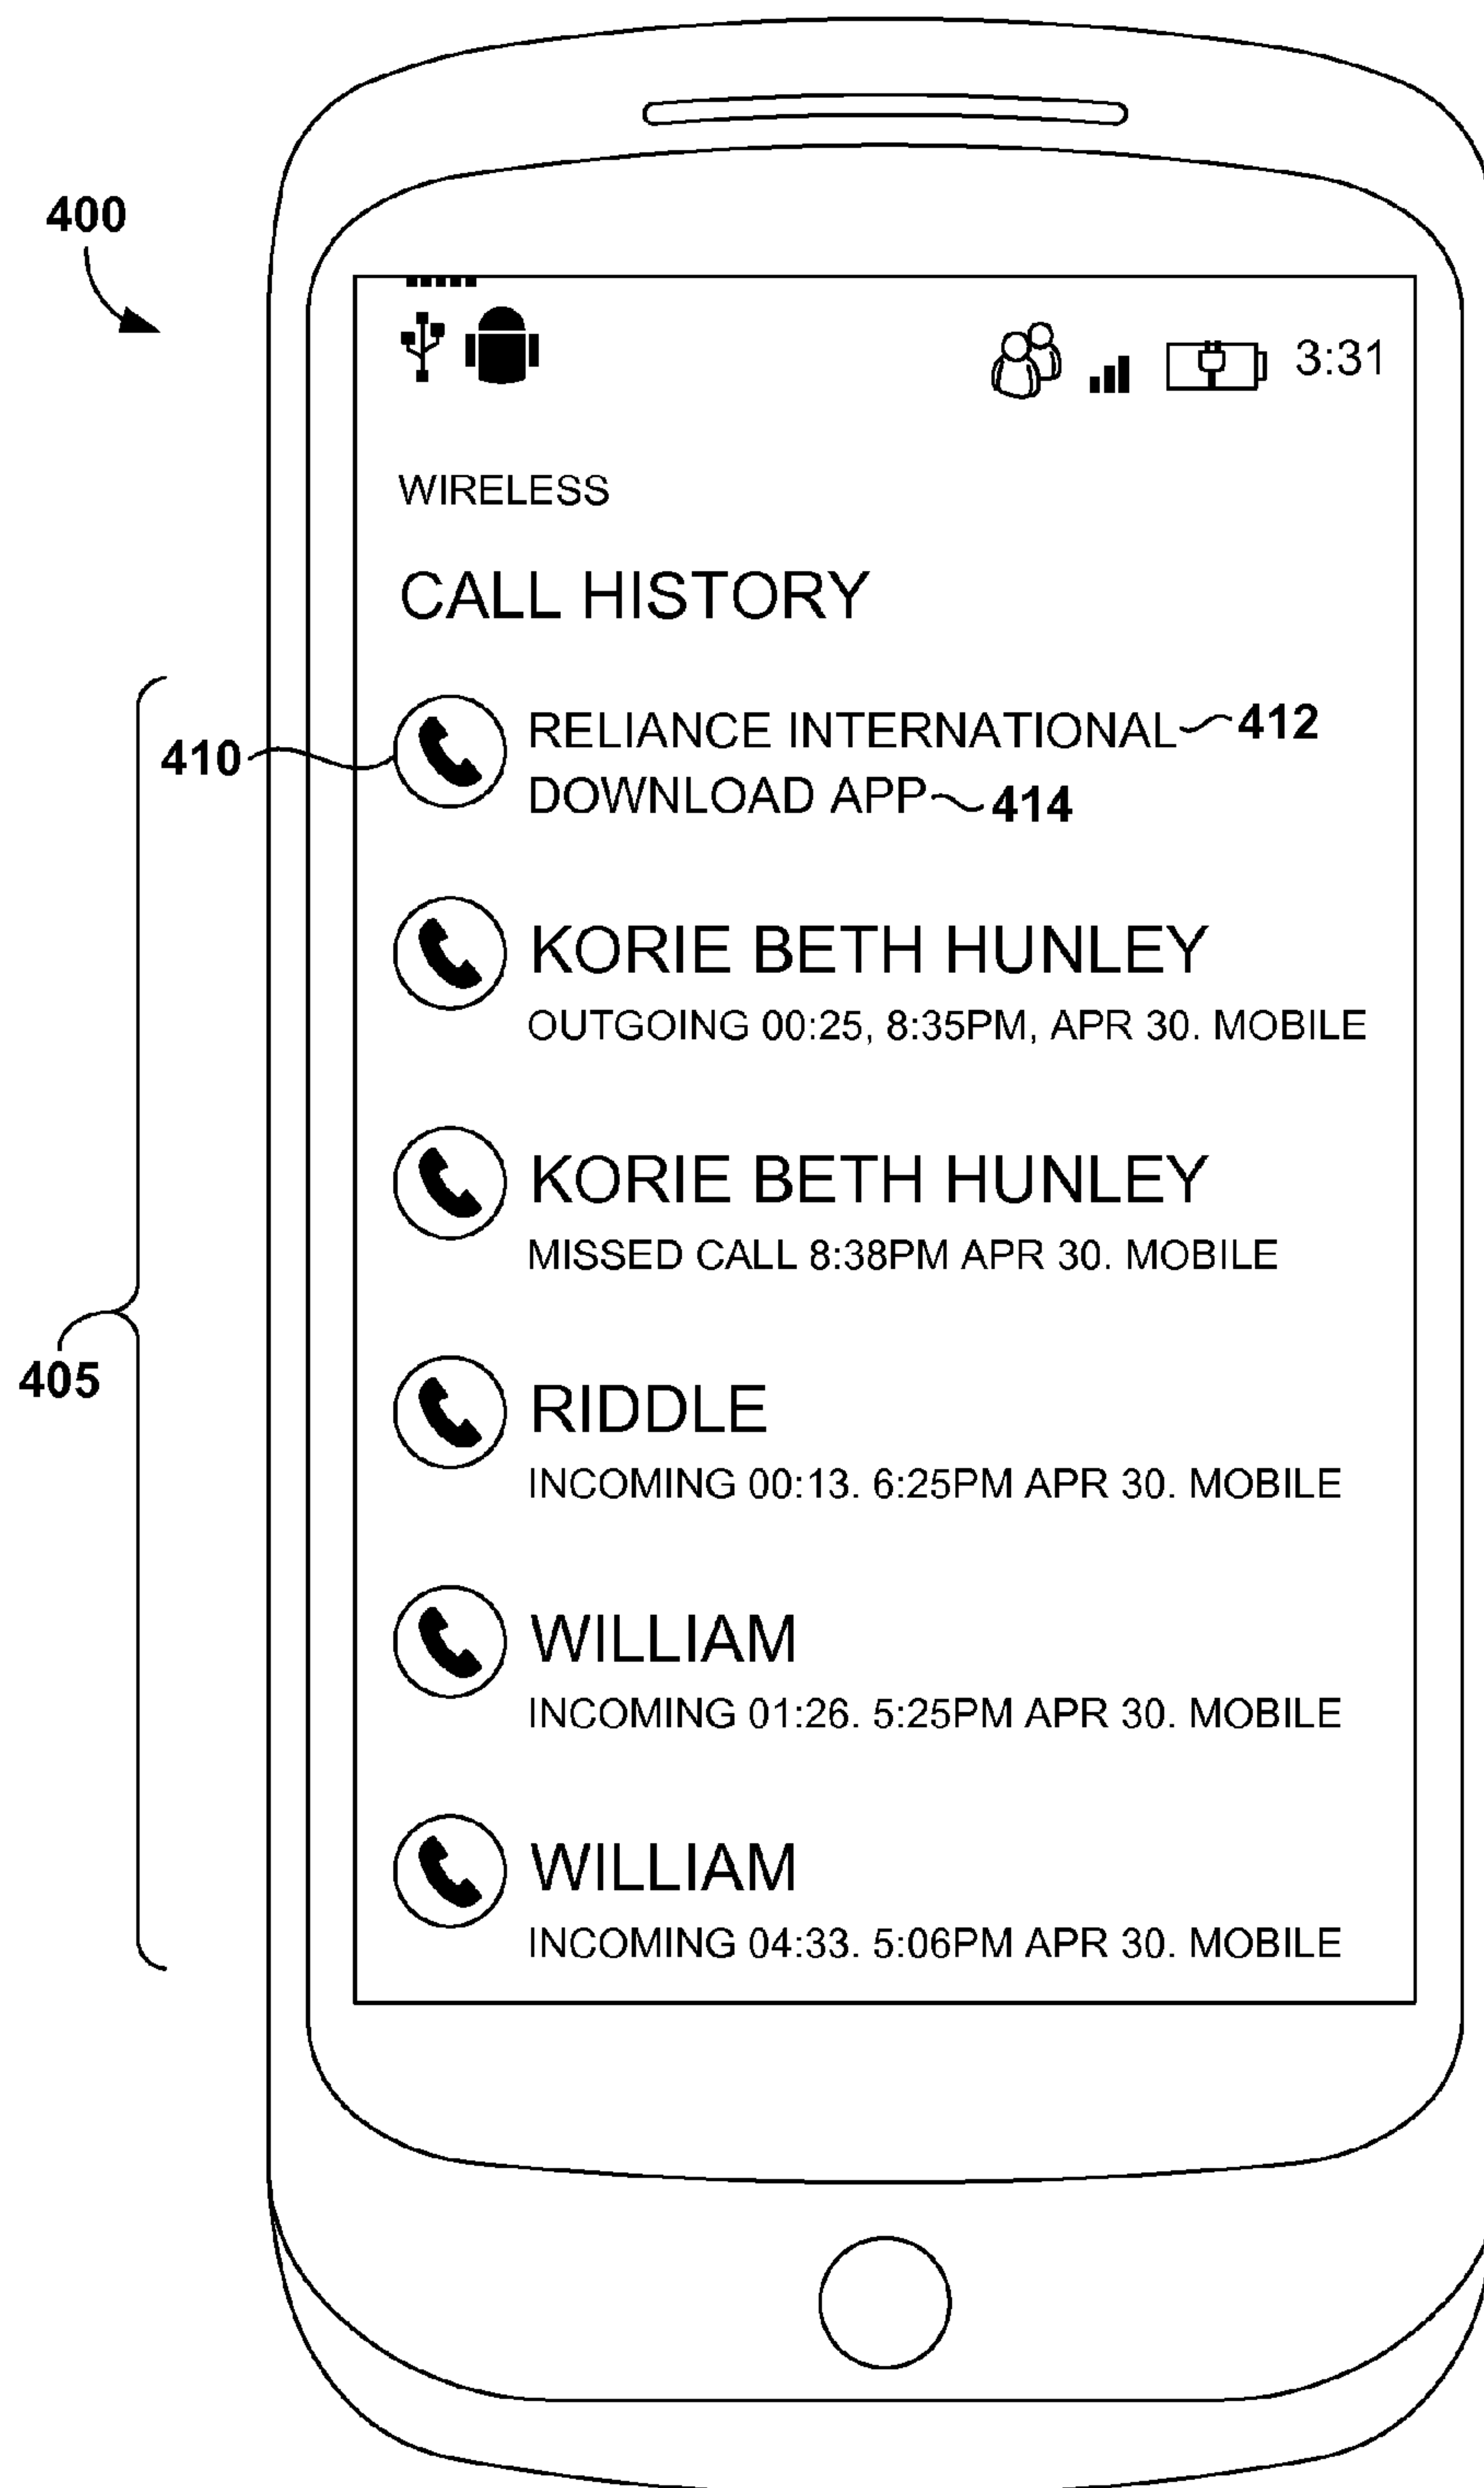 400
3:31
WIRELESS
CALL HISTORY
410
RELIANCE INTERNATIONAL 412
DOWNLOAD APP 414
KORIE BETH HUNLEY
OUTGOING 00:25, 8:35PM, APR 30. MOBILE
KORIE BETH HUNLEY
MISSED CALL 8:38PM APR 30. MOBILE
405
RIDDLE
INCOMING 00:13. 6:25PM APR 30. MOBILE
WILLIAM
INCOMING 01:26. 5:25PM APR 30. MOBILE
WILLIAM
INCOMING 04:33. 5:06PM APR 30. MOBILE